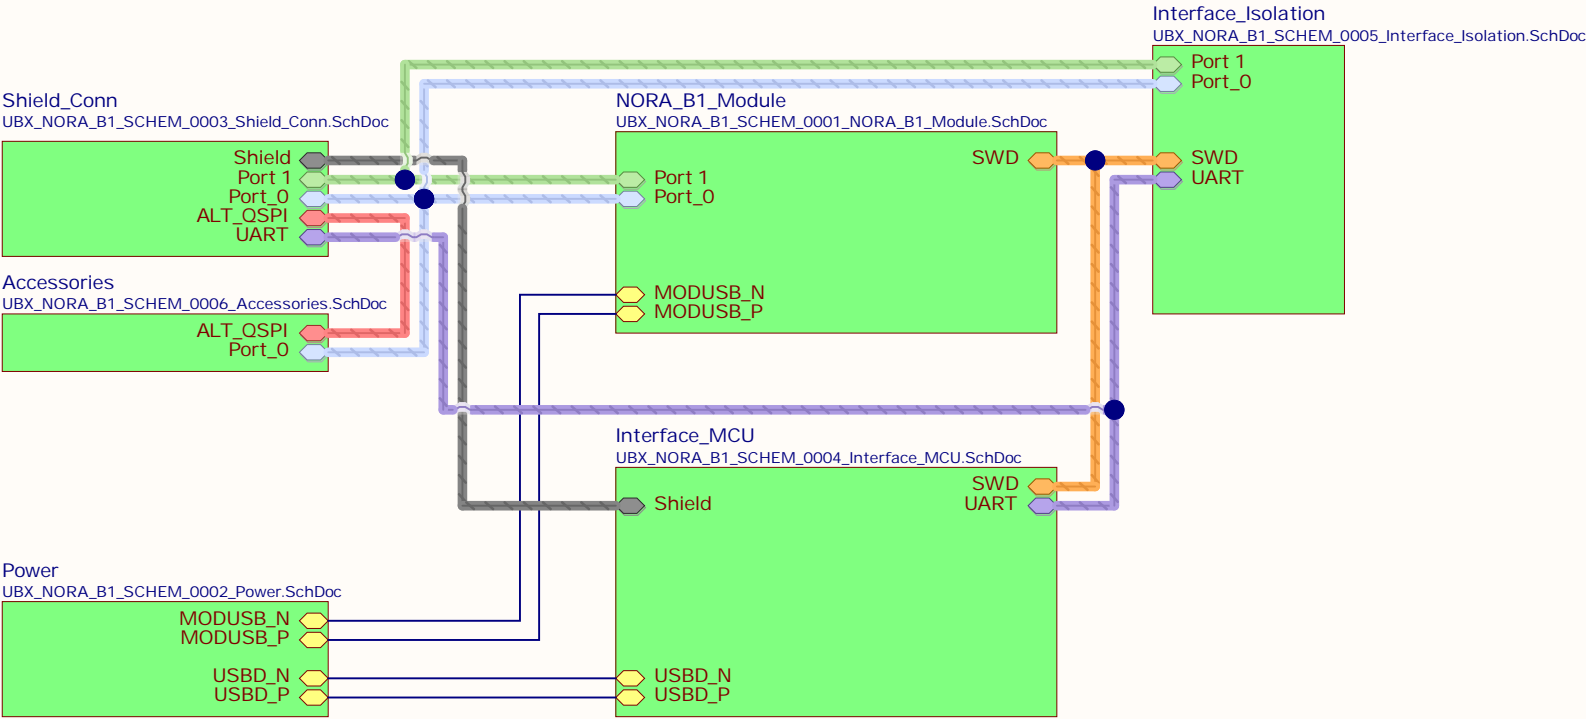 Interface_Isolation
UBX_NORA_B1_SCHEM_0005_Interface_Isolation.SchDoc
Port 1
Port_0
SWD
UART
Shield_Conn
UBX_NORA_B1_SCHEM_0003_Shield_Conn.SchDoc
Shield
Port 1
Port_0
ALT_QSPI
UART
NORA_B1_Module
UBX_NORA_B1_SCHEM_0001_NORA_B1_Module.SchDoc
SWD
Port 1
Port_0
MODUSB_N
MODUSB_P
Accessories
UBX_NORA_B1_SCHEM_0006_Accessories.SchDoc
ALT_QSPI
Port_0
Interface_MCU
UBX_NORA_B1_SCHEM_0004_Interface_MCU.SchDoc
SWD
UART
Shield
USBD_N
USBD_P
Power
UBX_NORA_B1_SCHEM_0002_Power.SchDoc
MODUSB_N
MODUSB_P
USBD_N
USBD_P